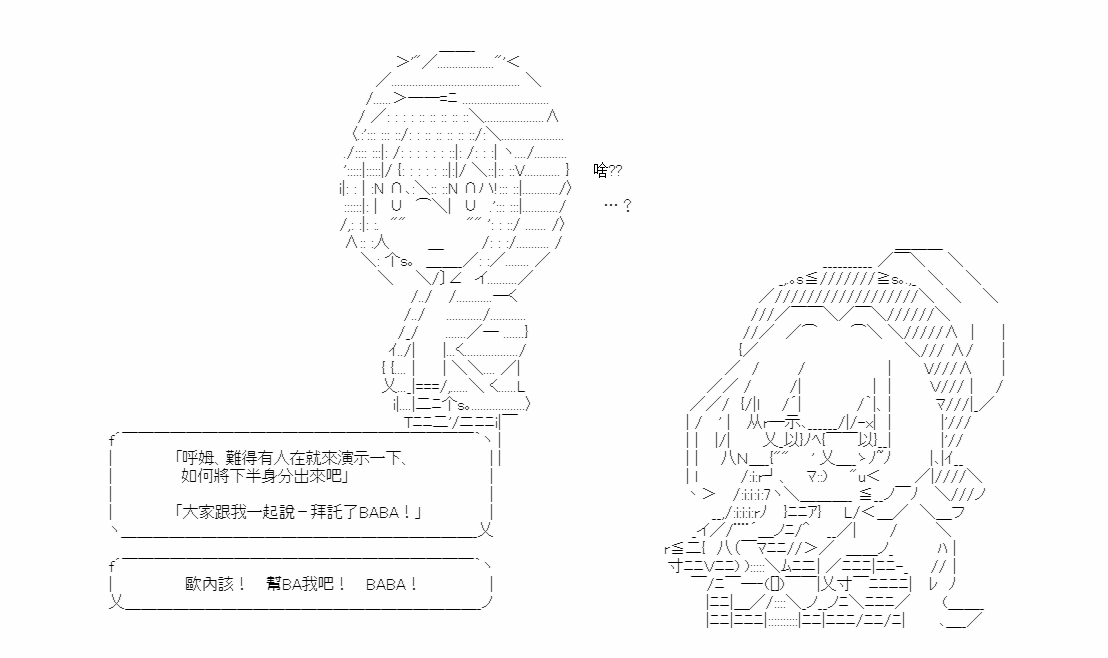 啥??
…？
「呼姆、難得有人在就來演示一下、
如何將下半身分出來吧」
「大家跟我一起說－拜託了BABA！」
歐內該！　幫BA我吧！　BABA！